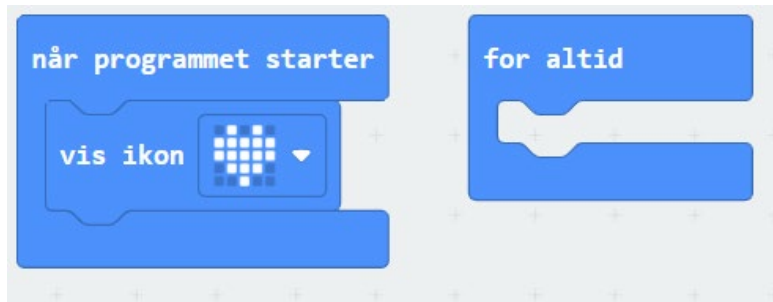 når programmet starter
vis ikon
for altid